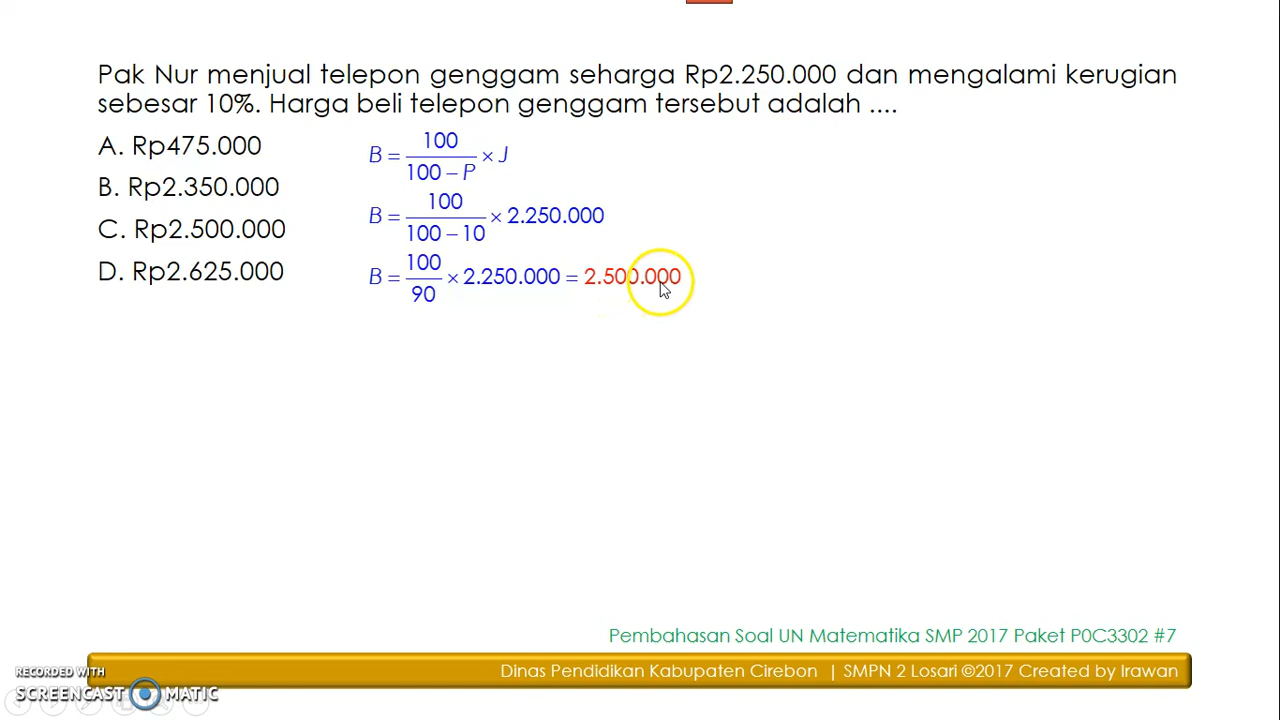 Pak Nur menjual telepon genggam seharga Rp2.250.000 dan mengalami kerugian
sebesar 10%. Harga beli telepon genggam tersebut adalah ....
A. Rp475.000
B. Rp2.350.000
C. Rp2.500.000
D. Rp2.625.000
B = 100/(100 – P) × J
B = 100/(100 – 10) × 2.250.000
B = 100/90 × 2.250.000 = 2.500.000
Pembahasan Soal UN Matematika SMP 2017 Paket P0C3302 #7
Dinas Pendidikan Kabupaten Cirebon | SMPN 2 Losari ©2017 Created by Irawan
RECORDED WITH
SCREENCAST MATIC